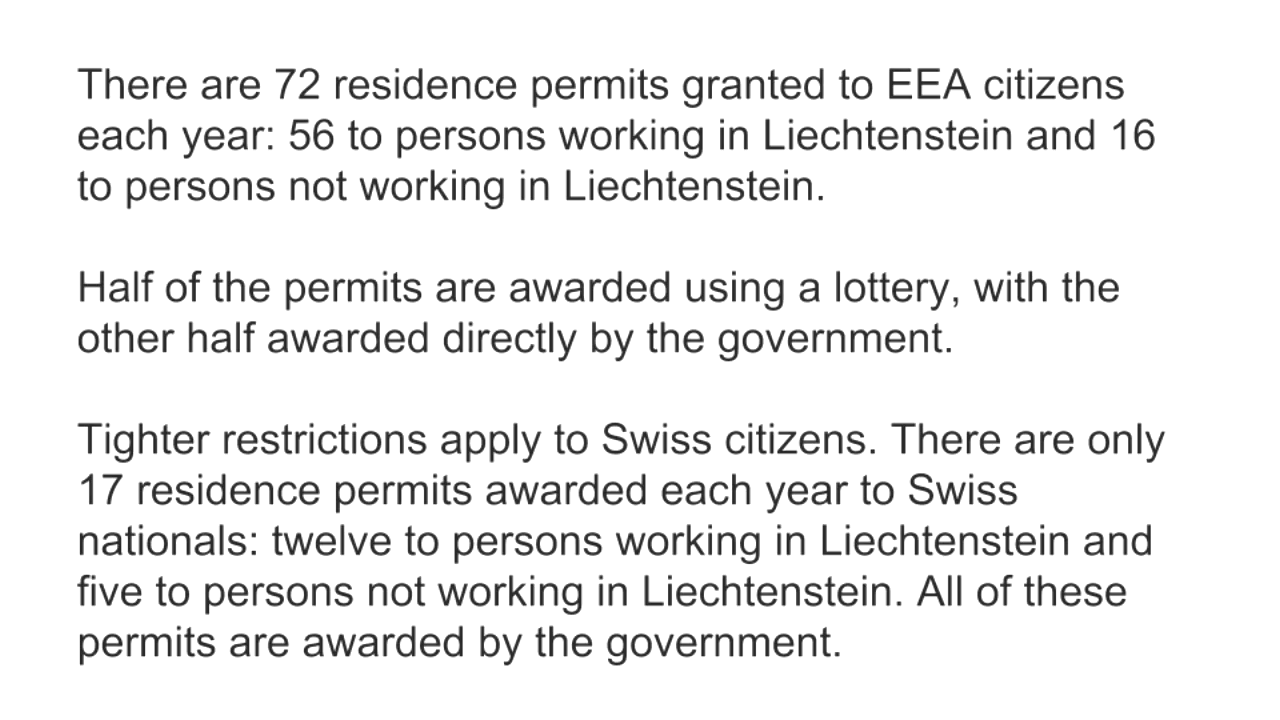 There are 72 residence permits granted to EEA citizens
each year: 56 to persons working in Liechtenstein and 16
to persons not working in Liechtenstein.
Half of the permits are awarded using a lottery, with the
other half awarded directly by the government.
Tighter restrictions apply to Swiss citizens. There are only
17 residence permits awarded each year to Swiss
nationals: twelve to persons working in Liechtenstein and
five to persons not working in Liechtenstein. All of these
permits are awarded by the government.